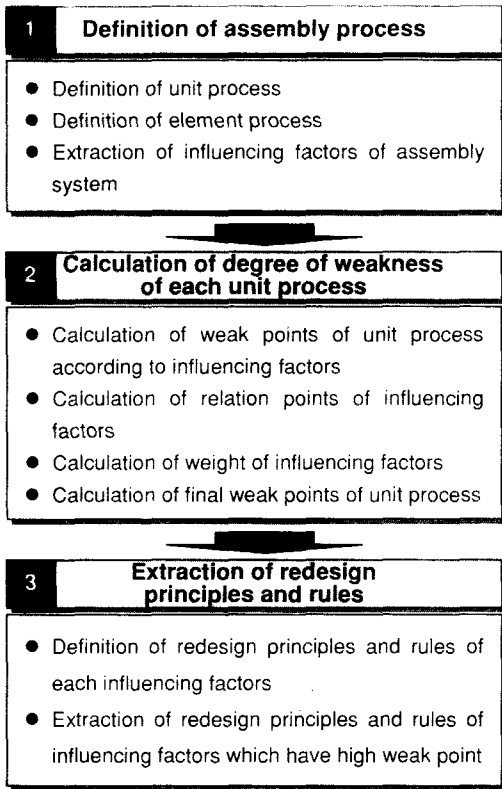 1 Definition of assembly process
● Definition of unit process
● Definition of element process
● Extraction of influencing factors of assembly
system
2 Calculation of degree of weakness
of each unit process
● Calculation of weak points of unit process
according to influencing factors
● Calculation of relation points of influencing
factors
● Calculation of weight of influencing factors
● Calculation of final weak points of unit process
3 Extraction of redesign
principles and rules
● Definition of redesign principles and rules of
each influencing factors
● Extraction of redesign principles and rules of
influencing factors which have high weak point